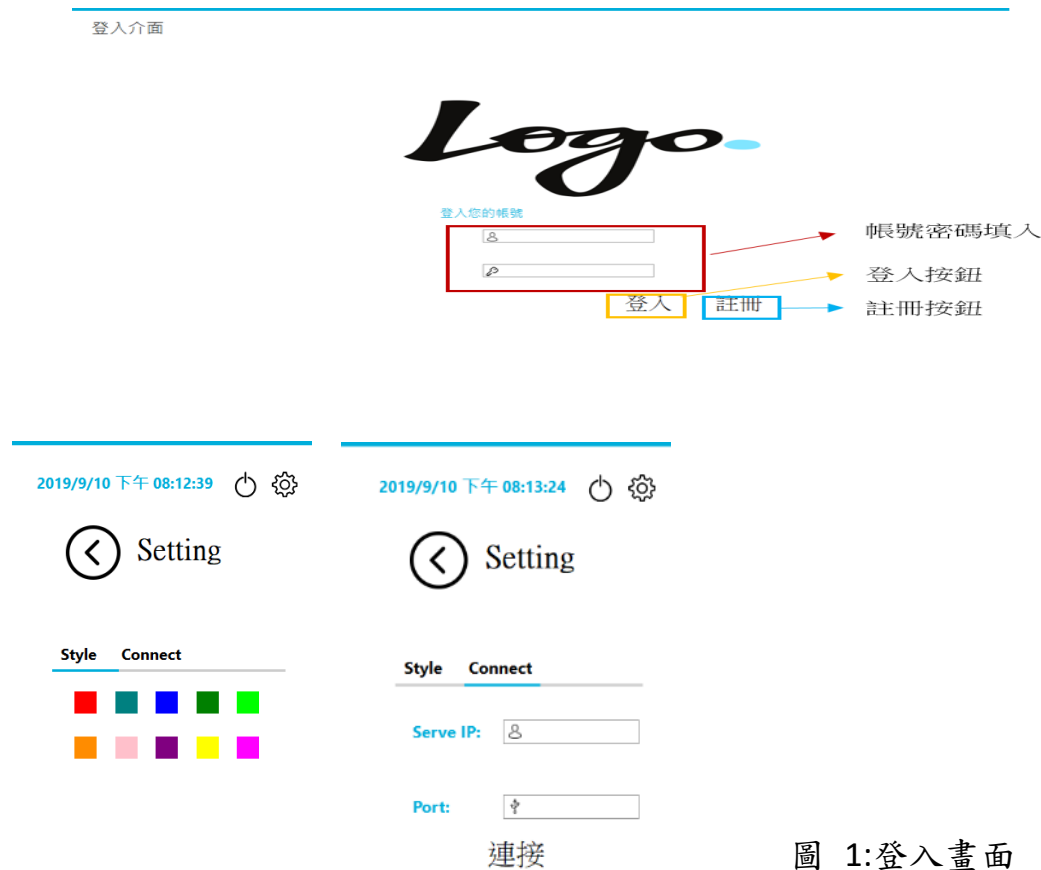 登入介面
Logo
登入您的帳號
帳號密碼填入
登入按鈕
登入 註冊
註冊按鈕
2019/9/10 下午 08:12:39
Setting
Style Connect
2019/9/10 下午 08:13:24
Setting
Style Connect
Serve IP:
Port:
連接
圖 1:登入畫面